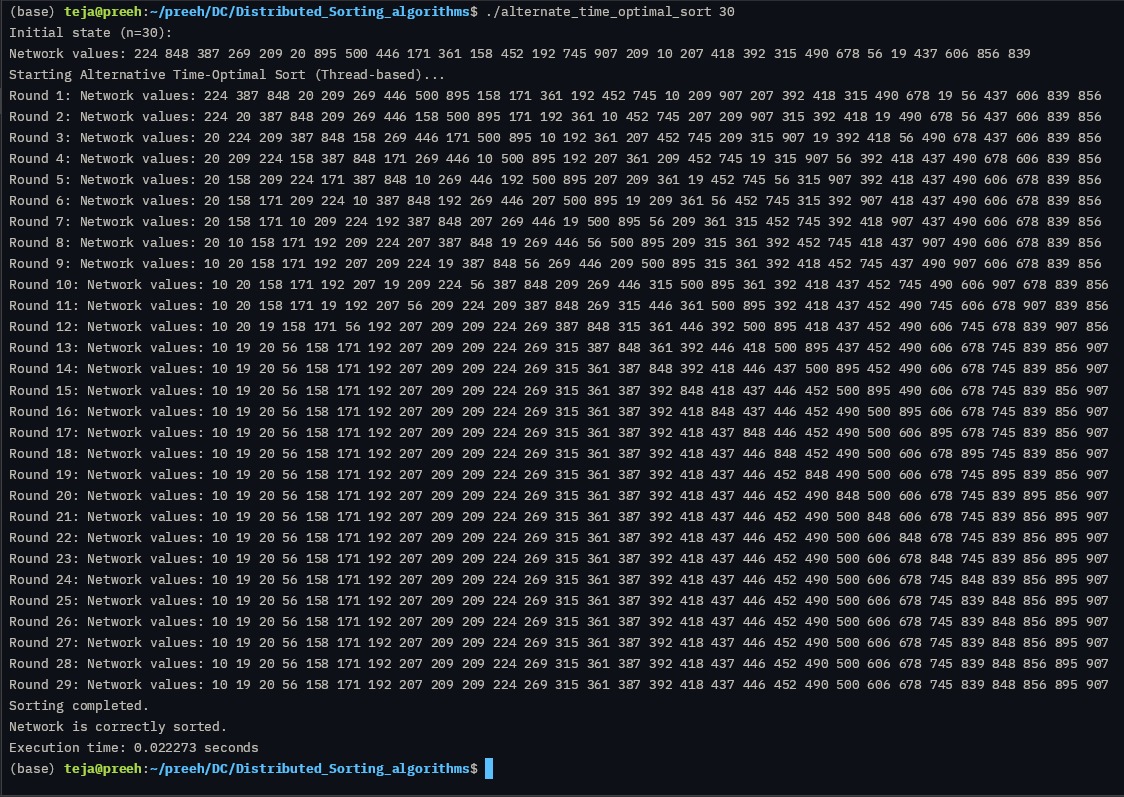 (base) teja@preeh:~/preeh/DC/Distributed_Sorting_algorithms$ ./alternate_time_optimal_sort 30
Initial state (n=30):
Network values: 224 848 387 269 209 20 895 500 446 171 361 158 452 192 745 907 209 10 207 418 392 315 490 678 56 19 437 606 856 839
Starting Alternative Time-Optimal Sort (Thread-based)...
Round 1: Network values: 224 387 848 20 209 269 446 500 895 158 171 361 192 452 745 10 209 907 207 392 418 315 490 678 19 56 437 606 839 856
Round 2: Network values: 224 20 387 848 209 269 446 158 500 895 171 192 361 10 452 745 207 209 907 315 392 418 19 490 678 56 437 606 839 856
Round 3: Network values: 20 224 209 387 848 158 269 446 171 500 895 10 192 361 207 452 745 209 315 907 19 392 418 56 490 678 437 606 839 856
Round 4: Network values: 20 209 224 158 387 848 171 269 446 10 500 895 192 207 361 209 452 745 19 315 907 56 392 418 437 490 678 606 839 856
Round 5: Network values: 20 158 209 224 171 387 848 10 269 446 192 500 895 207 209 361 19 452 745 56 315 907 392 418 437 490 606 678 839 856
Round 6: Network values: 20 158 171 209 224 10 387 848 192 269 446 207 500 895 19 209 361 56 452 745 315 392 907 418 437 490 606 678 839 856
Round 7: Network values: 20 158 171 10 209 224 192 387 848 207 269 446 19 500 895 56 209 361 315 452 745 392 418 907 437 490 606 678 839 856
Round 8: Network values: 20 10 158 171 192 209 224 207 387 848 19 269 446 56 500 895 209 315 361 392 452 745 418 437 907 490 606 678 839 856
Round 9: Network values: 10 20 158 171 192 207 209 224 19 387 848 56 269 446 209 500 895 315 361 392 418 452 745 437 490 907 606 678 839 856
Round 10: Network values: 10 20 158 171 192 207 19 209 224 56 387 848 209 269 446 315 500 895 361 392 418 437 452 745 490 606 907 678 839 856
Round 11: Network values: 10 20 158 171 19 192 207 56 209 224 209 387 848 269 315 446 361 500 895 392 418 437 452 490 745 606 678 907 839 856
Round 12: Network values: 10 20 19 158 171 56 192 207 209 209 224 269 387 848 315 361 446 392 500 895 418 437 452 490 606 745 678 839 907 856
Round 13: Network values: 10 19 20 56 158 171 192 207 209 209 224 269 315 387 848 361 392 446 418 500 895 437 452 490 606 678 745 839 856 907
Round 14: Network values: 10 19 20 56 158 171 192 207 209 209 224 269 315 361 387 848 392 418 446 437 500 895 452 490 606 678 745 839 856 907
Round 15: Network values: 10 19 20 56 158 171 192 207 209 209 224 269 315 361 387 392 848 418 437 446 452 500 895 490 606 678 745 839 856 907
Round 16: Network values: 10 19 20 56 158 171 192 207 209 209 224 269 315 361 387 392 418 848 437 446 452 490 500 895 606 678 745 839 856 907
Round 17: Network values: 10 19 20 56 158 171 192 207 209 209 224 269 315 361 387 392 418 437 848 446 452 490 500 606 895 678 745 839 856 907
Round 18: Network values: 10 19 20 56 158 171 192 207 209 209 224 269 315 361 387 392 418 437 446 848 452 490 500 606 678 895 745 839 856 907
Round 19: Network values: 10 19 20 56 158 171 192 207 209 209 224 269 315 361 387 392 418 437 446 452 848 490 500 606 678 745 895 839 856 907
Round 20: Network values: 10 19 20 56 158 171 192 207 209 209 224 269 315 361 387 392 418 437 446 452 490 848 500 606 678 745 839 895 856 907
Round 21: Network values: 10 19 20 56 158 171 192 207 209 209 224 269 315 361 387 392 418 437 446 452 490 500 848 606 678 745 839 856 895 907
Round 22: Network values: 10 19 20 56 158 171 192 207 209 209 224 269 315 361 387 392 418 437 446 452 490 500 606 848 678 745 839 856 895 907
Round 23: Network values: 10 19 20 56 158 171 192 207 209 209 224 269 315 361 387 392 418 437 446 452 490 500 606 678 848 745 839 856 895 907
Round 24: Network values: 10 19 20 56 158 171 192 207 209 209 224 269 315 361 387 392 418 437 446 452 490 500 606 678 745 848 839 856 895 907
Round 25: Network values: 10 19 20 56 158 171 192 207 209 209 224 269 315 361 387 392 418 437 446 452 490 500 606 678 745 839 848 856 895 907
Round 26: Network values: 10 19 20 56 158 171 192 207 209 209 224 269 315 361 387 392 418 437 446 452 490 500 606 678 745 839 848 856 895 907
Round 27: Network values: 10 19 20 56 158 171 192 207 209 209 224 269 315 361 387 392 418 437 446 452 490 500 606 678 745 839 848 856 895 907
Round 28: Network values: 10 19 20 56 158 171 192 207 209 209 224 269 315 361 387 392 418 437 446 452 490 500 606 678 745 839 848 856 895 907
Round 29: Network values: 10 19 20 56 158 171 192 207 209 209 224 269 315 361 387 392 418 437 446 452 490 500 606 678 745 839 848 856 895 907
Sorting completed.
Network is correctly sorted.
Execution time: 0.022273 seconds
(base) teja@preeh:~/preeh/DC/Distributed_Sorting_algorithms$